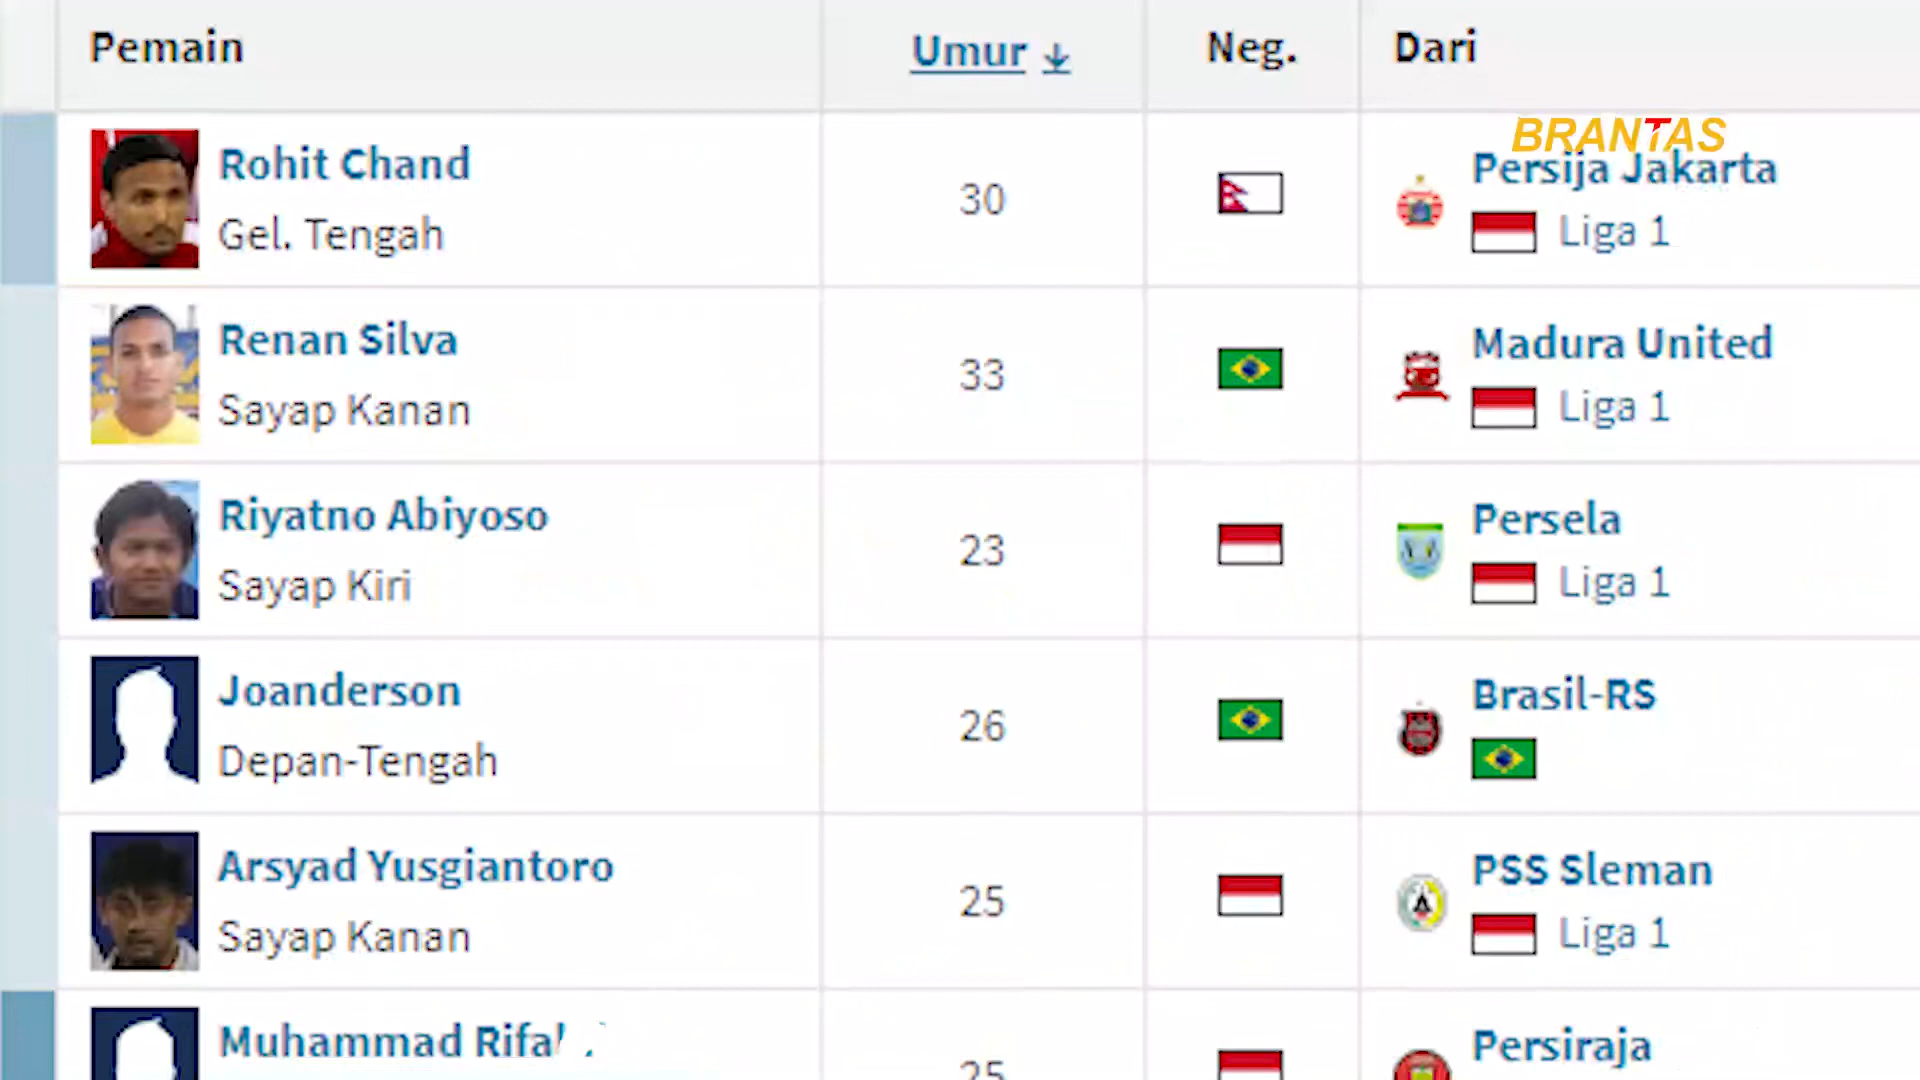 Pemain Umur Neg. Dari
BRANTAS
Rohit Chand 30 Persija Jakarta
Gel. Tengah Liga 1
Renan Silva 33 Madura United
Sayap Kanan Liga 1
Riyatno Abiyoso 23 Persela
Sayap Kiri Liga 1
Joanderson 26 Brasil-RS
Depan-Tengah
Arsyad Yusgiantoro 25 PSS Sleman
Sayap Kanan Liga 1
Muhammad Persiraja
25